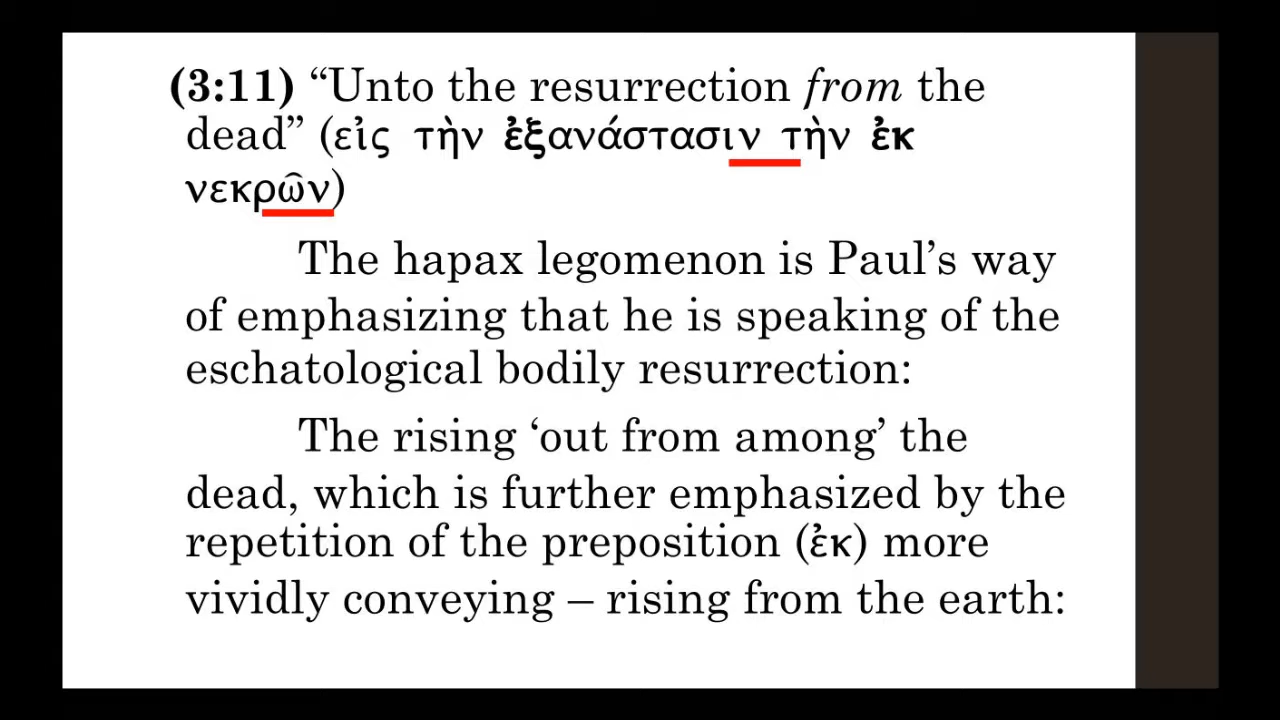 (3:11) “Unto the resurrection from the
dead” (εἰς τὴν ἐξανάστασιν τὴν ἐκ
νεκρῶν)
The hapax legomenon is Paul’s way
of emphasizing that he is speaking of the
eschatological bodily resurrection:
The rising ‘out from among’ the
dead, which is further emphasized by the
repetition of the preposition (ἐκ) more
vividly conveying – rising from the earth: